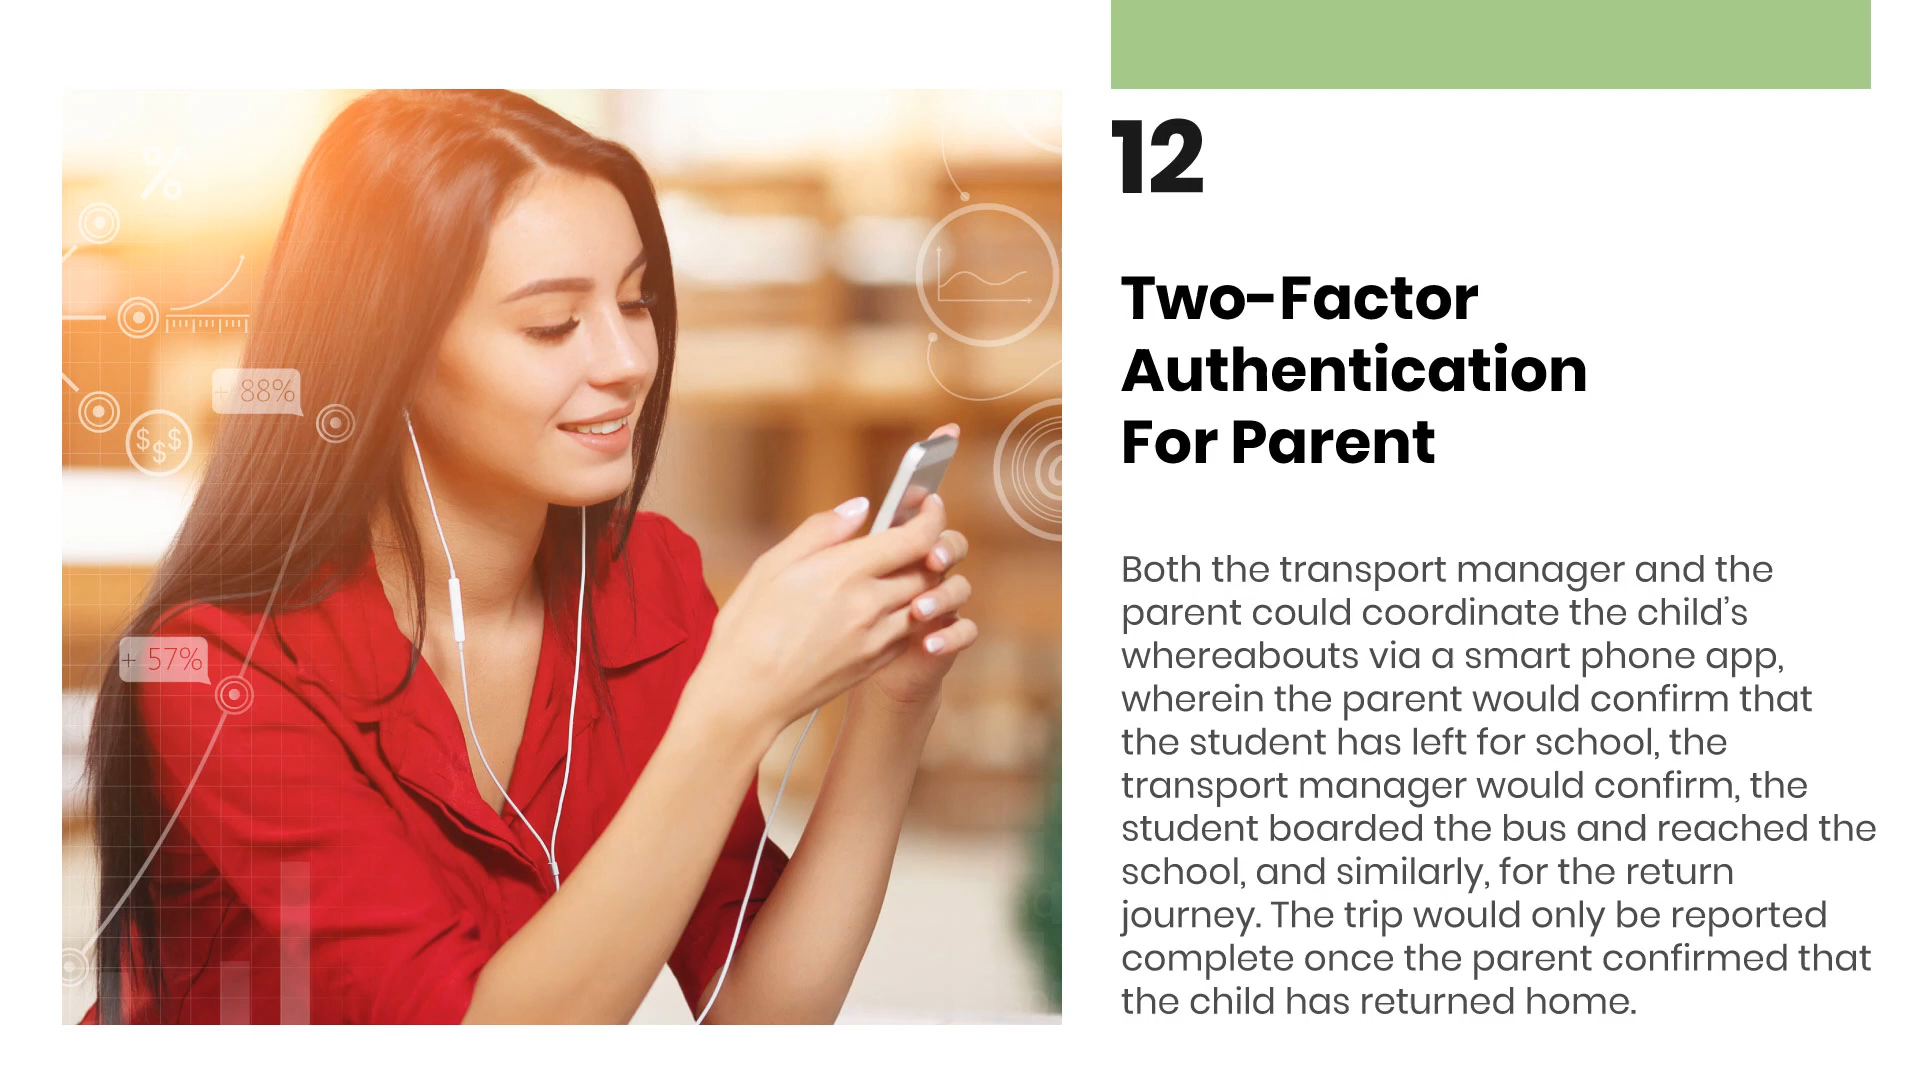 12
Two-Factor
Authentication
For Parent
Both the transport manager and the
parent could coordinate the child’s
whereabouts via a smart phone app,
wherein the parent would confirm that
the student has left for school, the
transport manager would confirm, the
student boarded the bus and reached the
school, and similarly, for the return
journey. The trip would only be reported
complete once the parent confirmed that
the child has returned home.
%
+ 88%
$ $ $
+ 57%